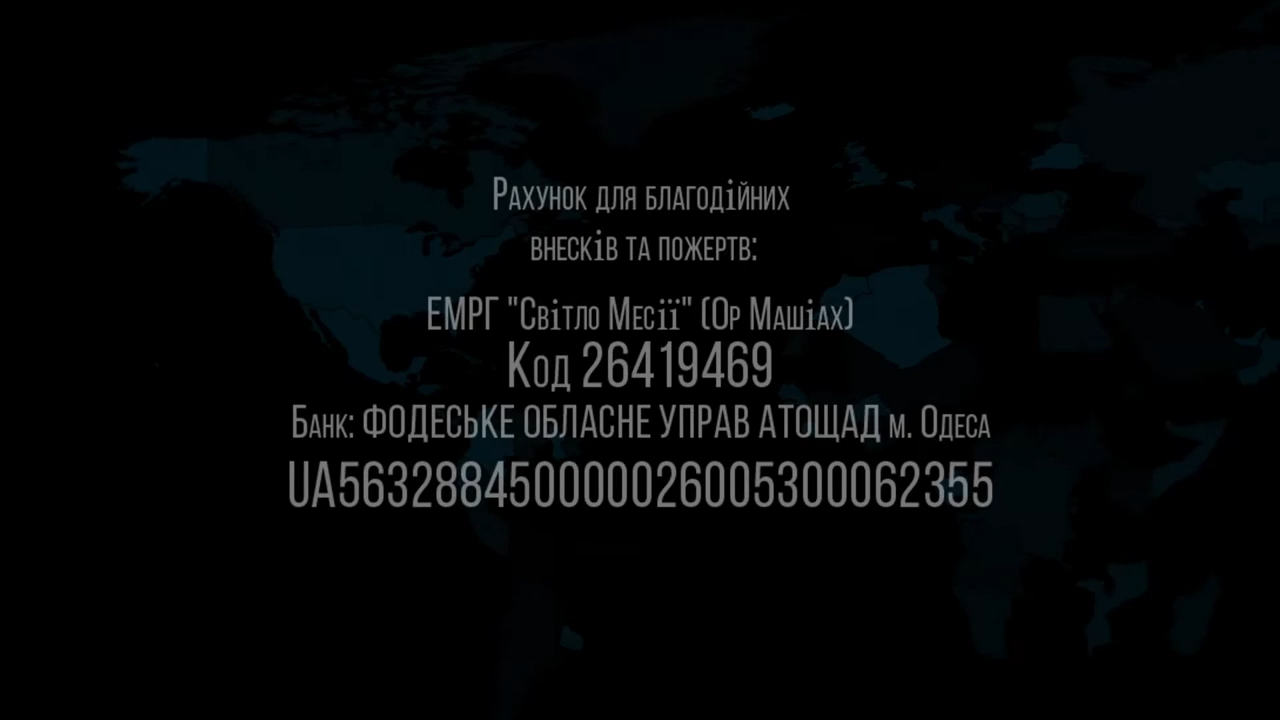 Рахунок для благодійних
внесків та пожертв:
ЕМРГ "Світло Месії" (Ор Машіах)
Код 26419469
Банк: ФОДЕСЬКЕ ОБЛАСНЕ УПРАВ АТОЩАД м. Одеса
UA563288450000026005300062355